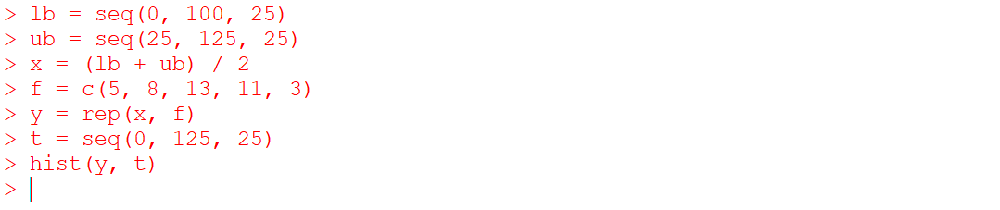 > lb = seq(0, 100, 25)
> ub = seq(25, 125, 25)
> x = (lb + ub) / 2
> f = c(5, 8, 13, 11, 3)
> y = rep(x, f)
> t = seq(0, 125, 25)
> hist(y, t)
>